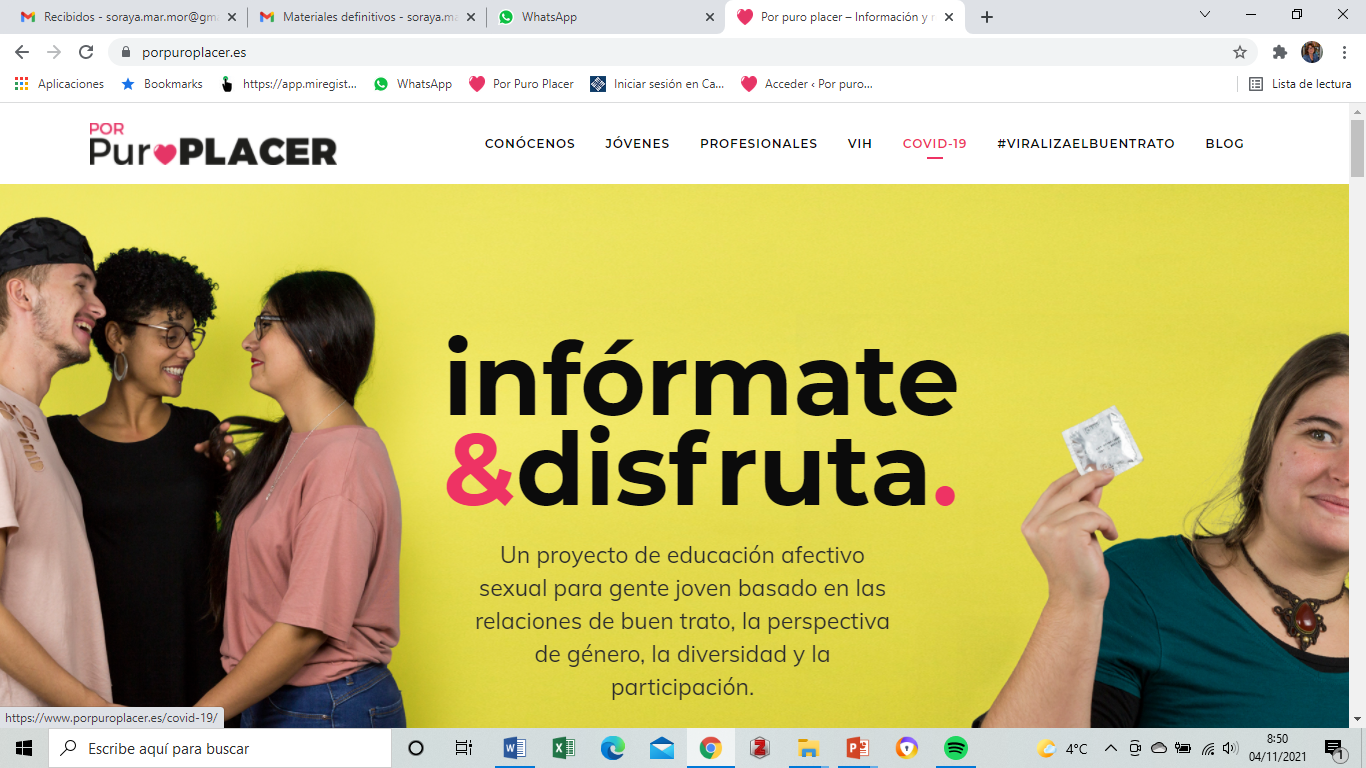 Recibidos - soraya.mar.mor@gm
Materiales definitivos - soraya.ma
WhatsApp
Por puro placer – Información y r
porpuroplacer.es
Aplicaciones
Bookmarks
https://app.miregist...
WhatsApp
Por Puro Placer
Iniciar sesión en Ca...
Acceder ‹ Por puro...
Lista de lectura
POR
Pur PLACER
CONÓCENOS
JÓVENES
PROFESIONALES
VIH
COVID-19
#VIRALIZAELBUENTRATO
BLOG
infórmate
&disfruta.
Un proyecto de educación afectivo
sexual para gente joven basado en las
relaciones de buen trato, la perspectiva
de género, la diversidad y la
participación.
https://www.porpuroplacer.es/covid-19/
Escribe aquí para buscar
4°C
8:50
04/11/2021
1